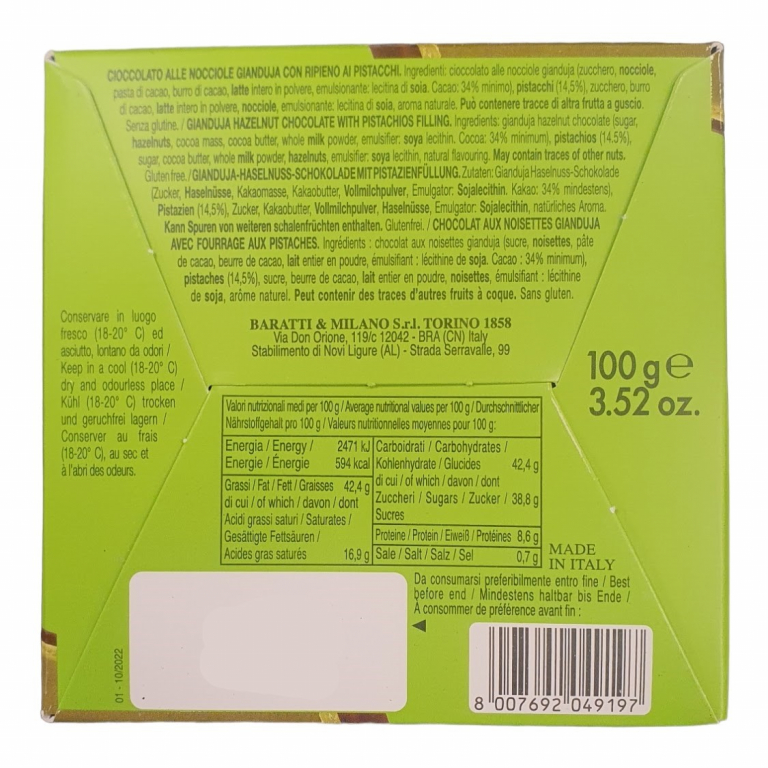 CIOCCOLATO ALLE NOCCIOLE GIANDUJA CON RIPIENO AI PISTACCHI. Ingredienti: cioccolato alle nocciole gianduja (zucchero, nocciole,
pasta di cacao, burro di cacao, latte intero in polvere, emulsionante: lecitina di soia. Cacao: 34% minimo), pistacchi (14,5%), zucchero, burro
di cacao, latte intero in polvere, nocciole, emulsionante: lecitina di soia, aroma naturale. Può contenere tracce di altra frutta a guscio.
Senza glutine. / GIANDUJA HAZELNUT CHOCOLATE WITH PISTACHIOS FILLING. Ingredients: gianduja hazelnut chocolate (sugar,
hazelnuts, cocoa mass, cocoa butter, whole milk powder, emulsifier: soya lecithin. Cocoa: 34% minimum), pistachios (14.5%),
sugar, cocoa butter, whole milk powder, hazelnuts, emulsifier: soya lecithin, natural flavouring. May contain traces of other nuts.
Gluten free. / GIANDUJA-HASELNUSS-SCHOKOLADE MIT PISTAZIENFÜLLUNG. Zutaten: Gianduja Haselnuss-Schokolade
(Zucker, Haselnüsse, Kakaomasse, Kakaobutter, Vollmilchpulver, Emulgator: Sojalecithin. Kakao: 34% mindestens),
Pistazien (14,5%), Zucker, Kakaobutter, Vollmilchpulver, Haselnüsse, Emulgator: Sojalecithin, natürliches Aroma.
Kann Spuren von weiteren schalenfrüchten enthalten. Glutenfrei. / CHOCOLAT AUX NOISETTES GIANDUJA
AVEC FOURRAGE AUX PISTACHES. Ingrédients : chocolat aux noisettes gianduja (sucre, noisettes, pâte
de cacao, beurre de cacao, lait entier en poudre, émulsifiant : lécithine de soja. Cacao : 34% minimum),
pistaches (14,5%), sucre, beurre de cacao, lait entier en poudre, noisettes, émulsifiant : lécithine
de soja, arôme naturel. Peut contenir des traces d'autres fruits à coque. Sans gluten.
BARATTI & MILANO S.r.l. TORINO 1858
Via Don Orione, 119/c 12042 - BRA (CN) Italy
Stabilimento di Novi Ligure (AL) - Strada Serravalle, 99
Conservare in luogo
fresco (18-20° C) ed
asciutto, lontano da odori /
Keep in a cool (18-20° C)
dry and odourless place /
Kühl (18-20° C) trocken
und geruchfrei lagern /
Conserver au frais
(18-20° C), au sec et
à l'abri des odeurs.
100 g e
3.52 oz.
Valori nutrizionali medi per 100 g / Average nutritional values per 100 g / Durchschnittlicher
Nährstoffgehalt pro 100 g / Valeurs nutritionnelles moyennes pour 100 g:
Energia / Energy / 2471 kJ
Energie / Énergie 594 kcal
Grassi / Fat / Fett / Graisses 42,4 g
di cui / of which / davon / dont
Acidi grassi saturi / Saturates /
Gesättigte Fettsäuren /
Acides gras saturés 16,9 g
Carboidrati / Carbohydrates /
Kohlenhydrate / Glucides 42,4 g
di cui / of which / davon / dont
Zuccheri / Sugars / Zucker / 38,8 g
Sucres
Proteine / Protein / Eiweiß / Protéines 8,6 g
Sale / Salt / Salz / Sel 0,7 g
MADE
IN ITALY
Da consumarsi preferibilmente entro fine / Best
before end / Mindestens haltbar bis Ende /
À consommer de préférence avant fin :
01 - 10/2022
8 007692 049197